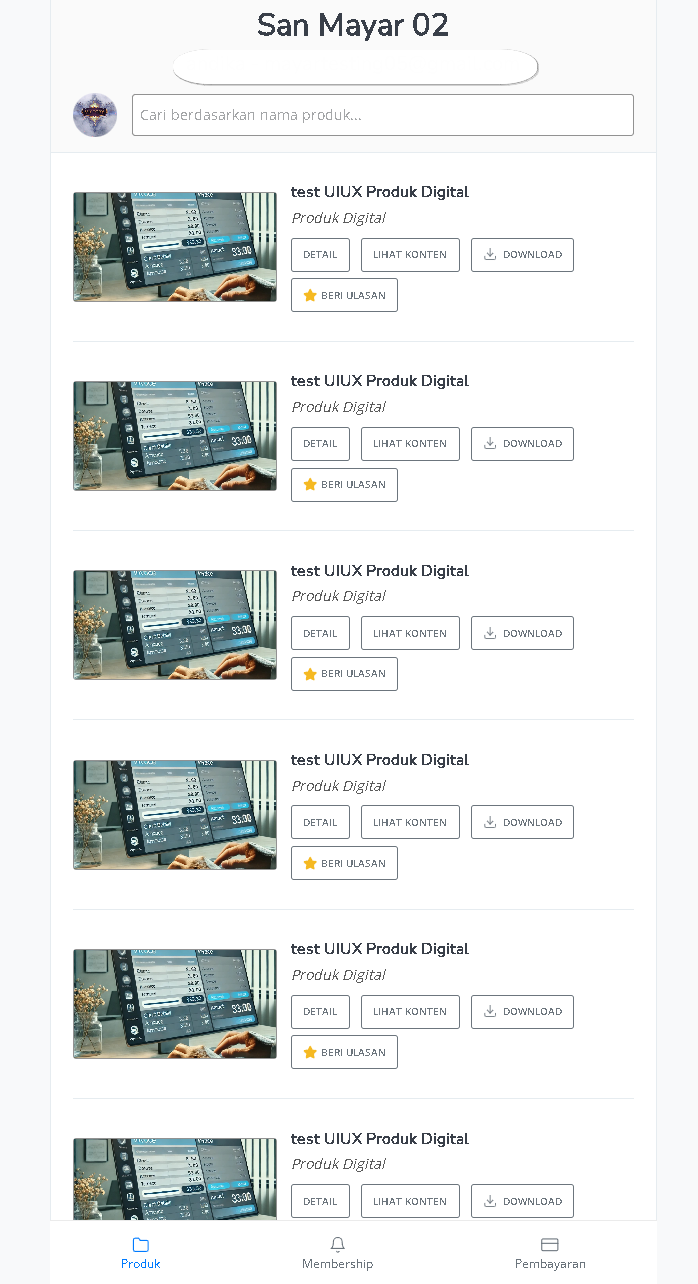 San Mayar 02
Cari berdasarkan nama produk...
test UIUX Produk Digital
Produk Digital
DETAIL
LIHAT KONTEN
DOWNLOAD
BERI ULASAN
test UIUX Produk Digital
Produk Digital
DETAIL
LIHAT KONTEN
DOWNLOAD
BERI ULASAN
test UIUX Produk Digital
Produk Digital
DETAIL
LIHAT KONTEN
DOWNLOAD
BERI ULASAN
test UIUX Produk Digital
Produk Digital
DETAIL
LIHAT KONTEN
DOWNLOAD
BERI ULASAN
test UIUX Produk Digital
Produk Digital
DETAIL
LIHAT KONTEN
DOWNLOAD
BERI ULASAN
test UIUX Produk Digital
Produk Digital
DETAIL
LIHAT KONTEN
DOWNLOAD
Produk
Membership
Pembayaran